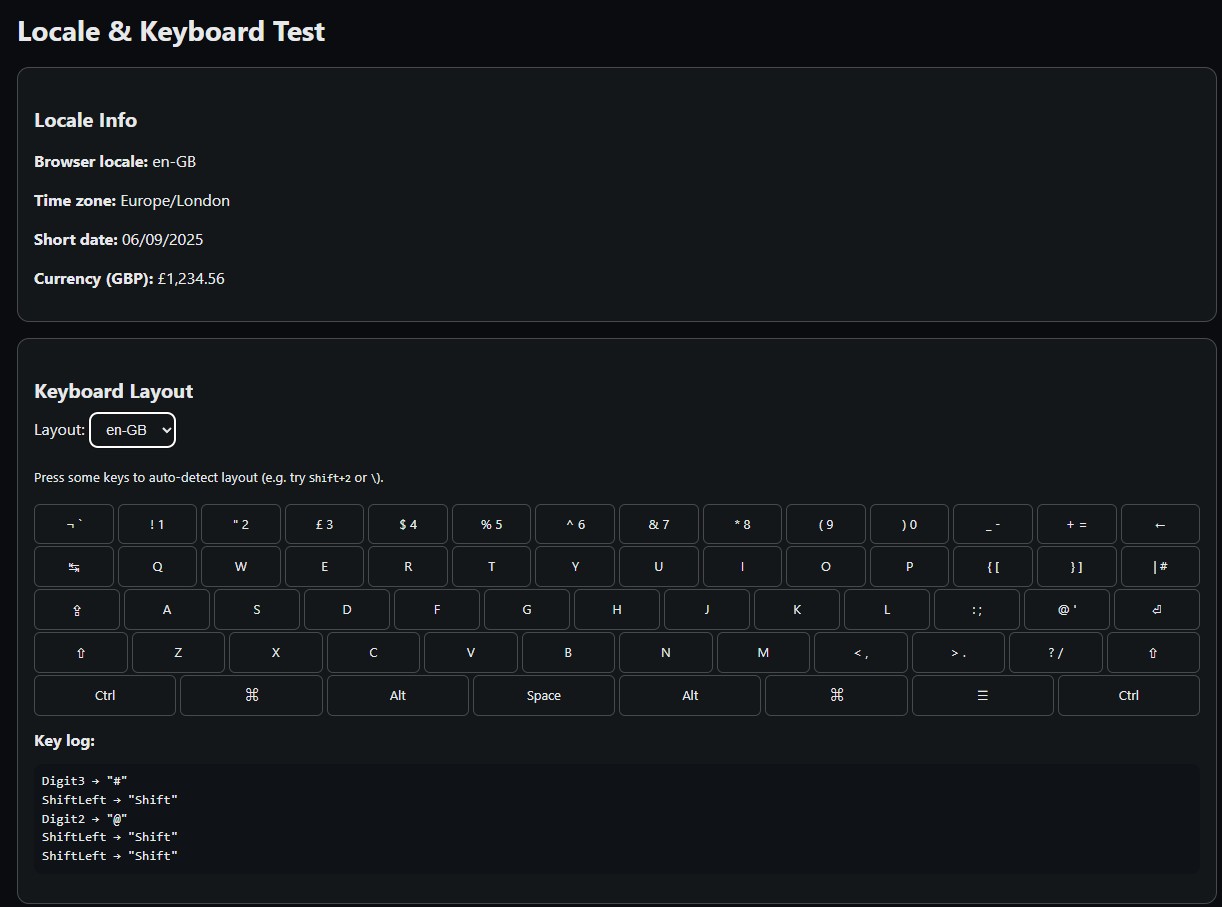 Locale & Keyboard Test
Locale Info
Browser locale: en-GB
Time zone: Europe/London
Short date: 06/09/2025
Currency (GBP): £1,234.56
Keyboard Layout
Layout: en-GB
Press some keys to auto-detect layout (e.g. try Shift+2 or \).
¬ ` ! 1 " 2 £ 3 $ 4 % 5 ^ 6 & 7 * 8 ( 9 ) 0 _ - + = ←
↹ Q W E R T Y U I O P { [ } ] | #
⇪ A S D F G H J K L : ; @ ' ⏎
⇧ Z X C V B N M < , > . ? / ⇧
Ctrl ⌘ Alt Space Alt ⌘ ☰ Ctrl
Key log:
Digit3 → "#"
ShiftLeft → "Shift"
Digit2 → "@"
ShiftLeft → "Shift"
ShiftLeft → "Shift"